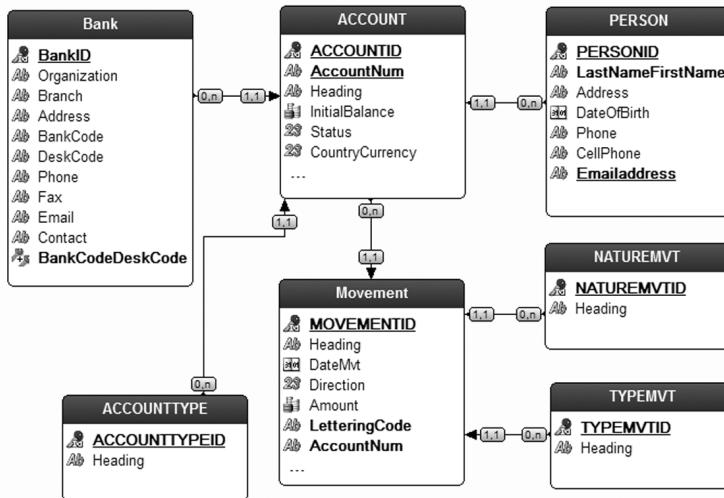 Bank
BankID
Organization
Branch
Address
BankCode
DeskCode
Phone
Fax
Email
Contact
BankCodeDeskCode
0,n
1,1
ACCOUNT
ACCOUNTID
AccountNum
Heading
InitialBalance
Status
CountryCurrency
...
1,1
0,n
PERSON
PERSONID
LastNameFirstName
Address
DateOfBirth
Phone
CellPhone
Emailaddress
1,1
0,n
0,n
1,1
ACCOUNTTYPE
ACCOUNTTYPEID
Heading
Movement
MOVEMENTID
Heading
DateMvt
Direction
Amount
LetteringCode
AccountNum
...
1,1
0,n
NATUREMVT
NATUREMVTID
Heading
1,1
0,n
TYPEMVT
TYPEMVTID
Heading